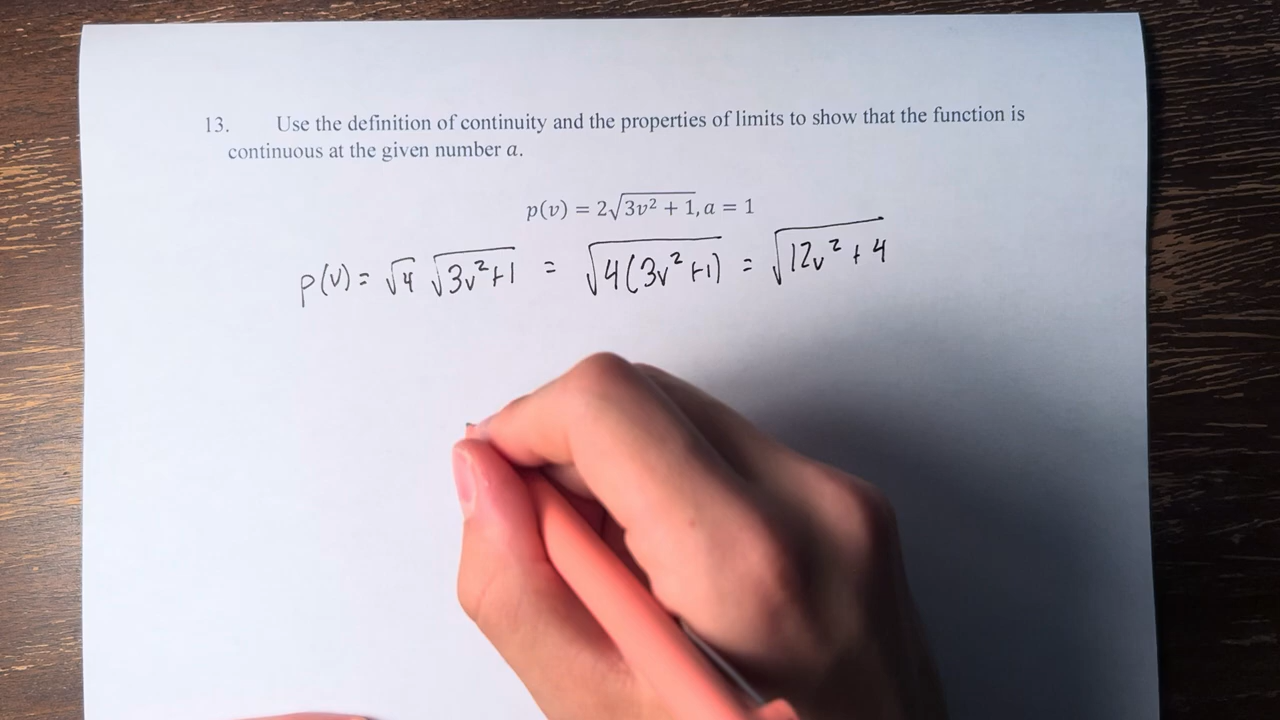 13. Use the definition of continuity and the properties of limits to show that the function is
continuous at the given number a.
p(v) = 2√(3v² + 1), a = 1
p(v) = √4 √(3v²+1) = √(4(3v²+1)) = √(12v² + 4)